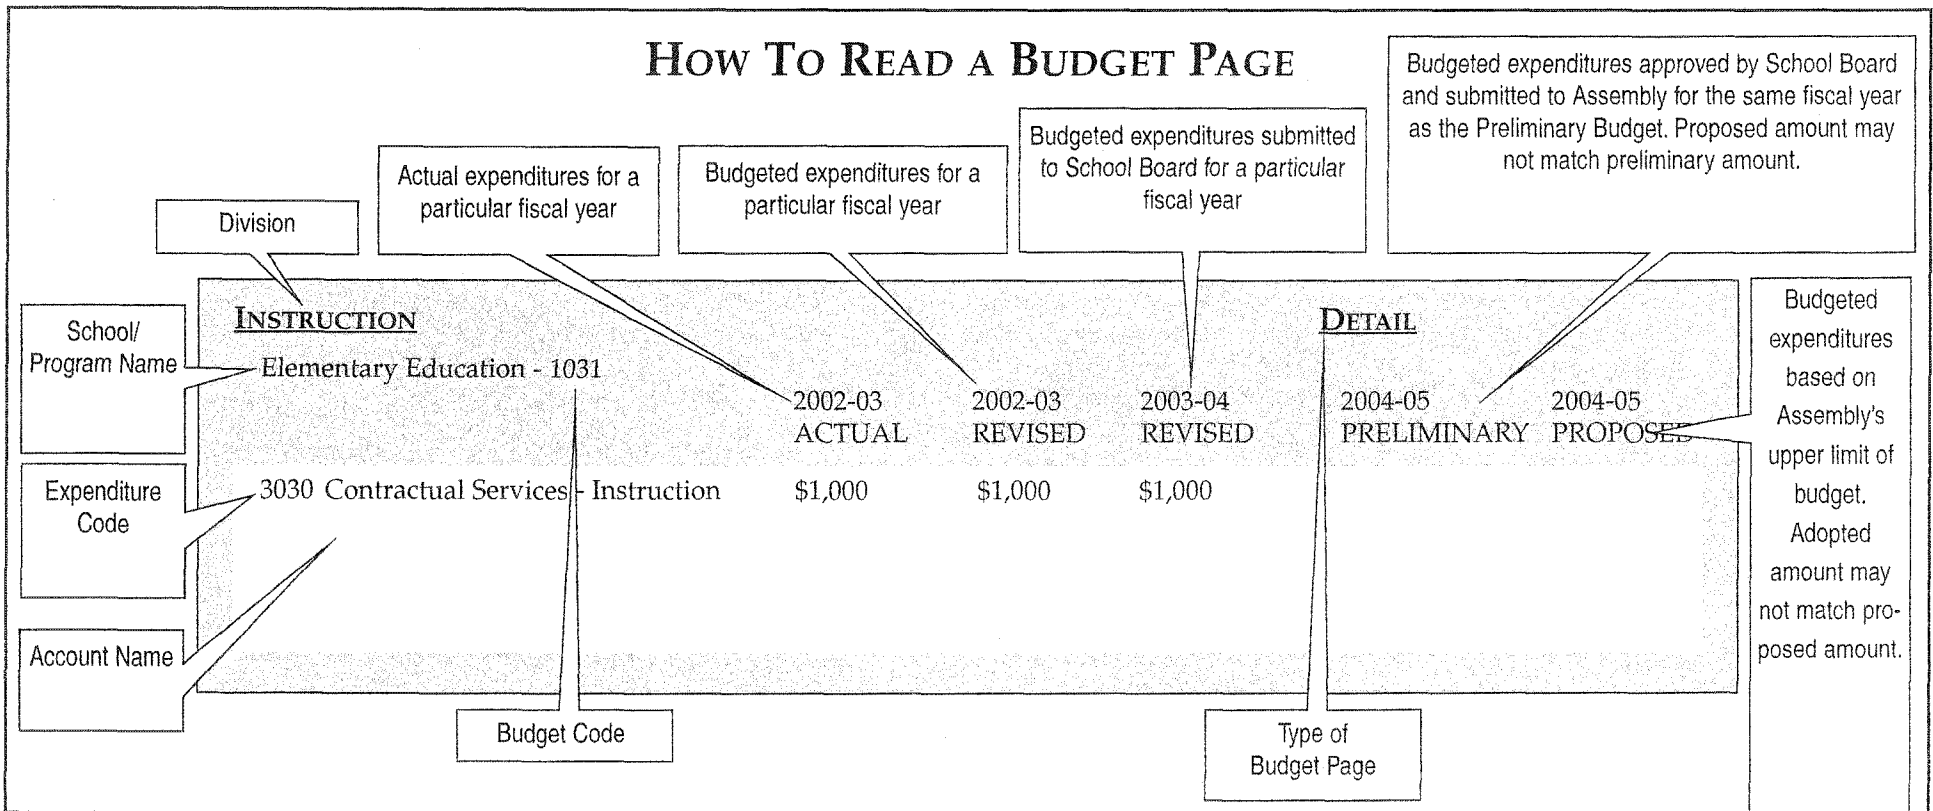 HOW TO READ A BUDGET PAGE
Budgeted expenditures approved by School Board
and submitted to Assembly for the same fiscal year
as the Preliminary Budget. Proposed amount may
not match preliminary amount.
Budgeted expenditures submitted
to School Board for a particular
fiscal year
Budgeted expenditures for a
particular fiscal year
Actual expenditures for a
particular fiscal year
Division
School/
Program Name
Expenditure
Code
Account Name
INSTRUCTION
DETAIL
Elementary Education - 1031
2002-03 2002-03 2003-04 2004-05 2004-05
ACTUAL REVISED REVISED PRELIMINARY PROPOSED
3030 Contractual Services - Instruction $1,000 $1,000 $1,000
Budgeted
expenditures
based on
Assembly's
upper limit of
budget.
Adopted
amount may
not match pro-
posed amount.
Budget Code
Type of
Budget Page